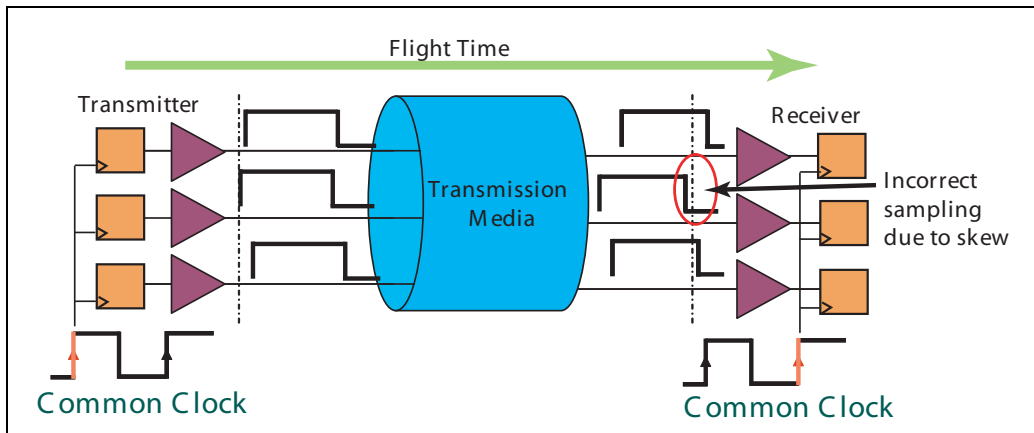 Flight Time
Transmitter
Receiver
Transmission
Media
Incorrect
sampling
due to skew
Common Clock
Common Clock